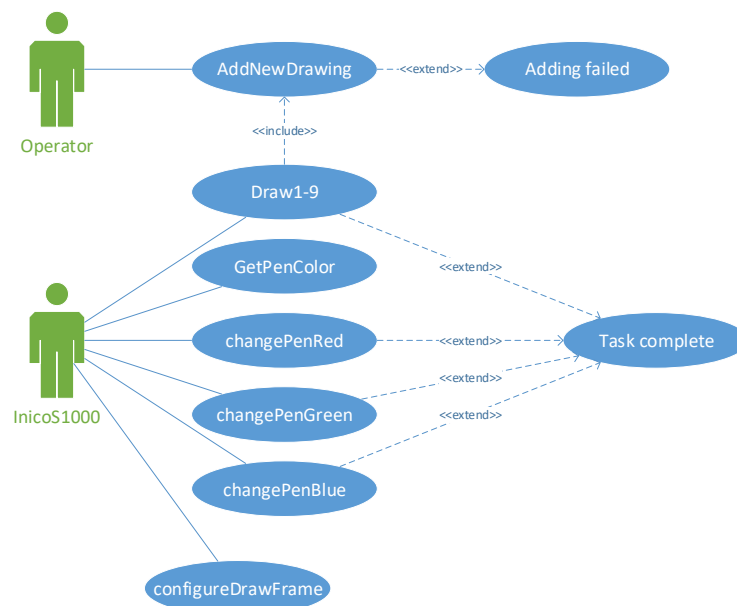 AddNewDrawing
<<extend>>
Adding failed
Operator
<<include>>
Draw1-9
GetPenColor
<<extend>>
changePenRed
<<extend>>
Task complete
<<extend>>
InicoS1000
changePenGreen
<<extend>>
changePenBlue
configureDrawFrame